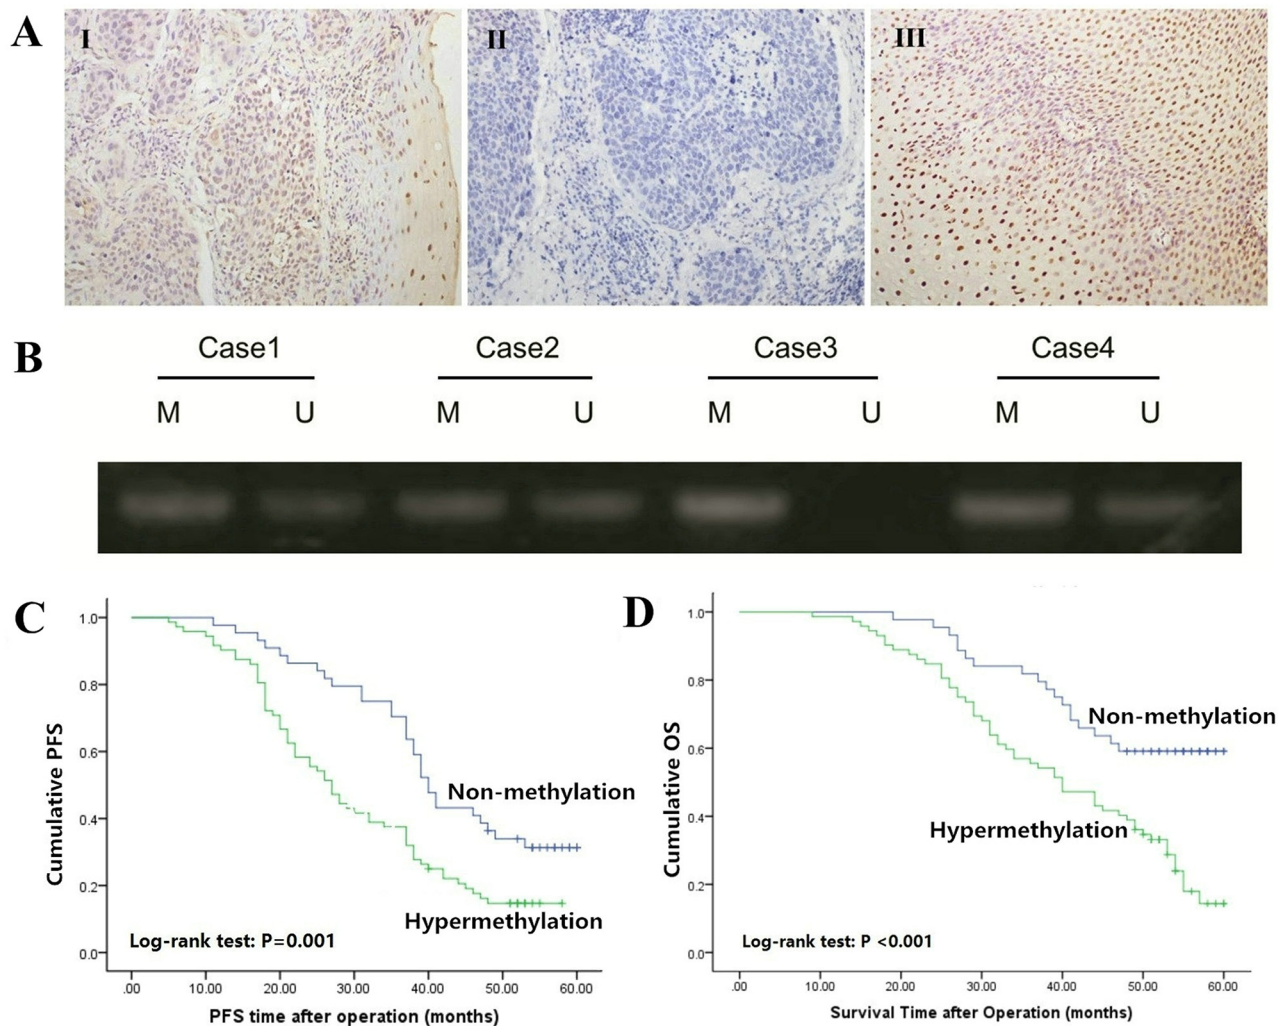 A
I
II
III
B
Case1
Case2
Case3
Case4
M
U
M
U
M
U
M
U
C
1.0
0.8
0.6
0.4
0.2
0.0
Cumulative PFS
Non-methylation
Hypermethylation
Log-rank test: P=0.001
.00
10.00
20.00
30.00
40.00
50.00
60.00
PFS time after operation (months)
D
1.0
0.8
0.6
0.4
0.2
0.0
Cumulative OS
Non-methylation
Hypermethylation
Log-rank test: P <0.001
.00
10.00
20.00
30.00
40.00
50.00
60.00
Survival Time after Operation (months)